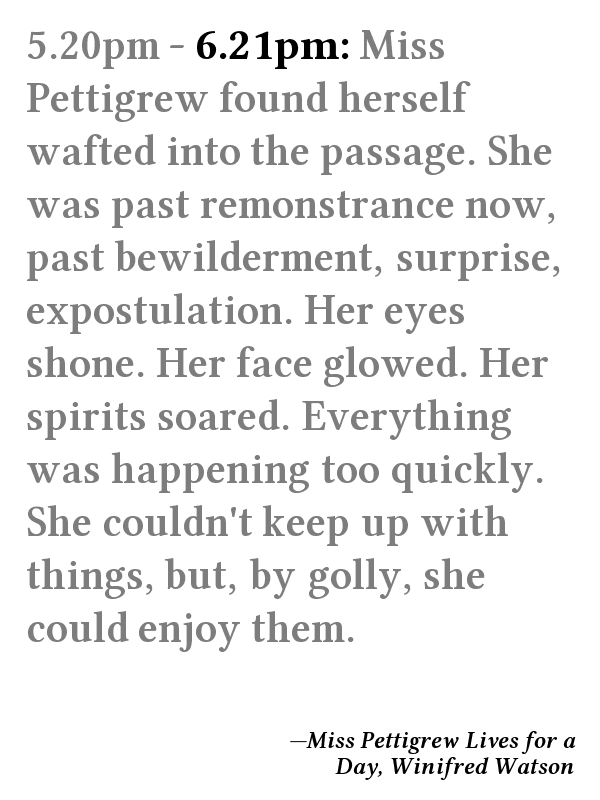 5.20pm – 6.21pm: Miss
Pettigrew found herself
wafted into the passage. She
was past remonstrance now,
past bewilderment, surprise,
expostulation. Her eyes
shone. Her face glowed. Her
spirits soared. Everything
was happening too quickly.
She couldn't keep up with
things, but, by golly, she
could enjoy them.
—Miss Pettigrew Lives for a
Day, Winifred Watson